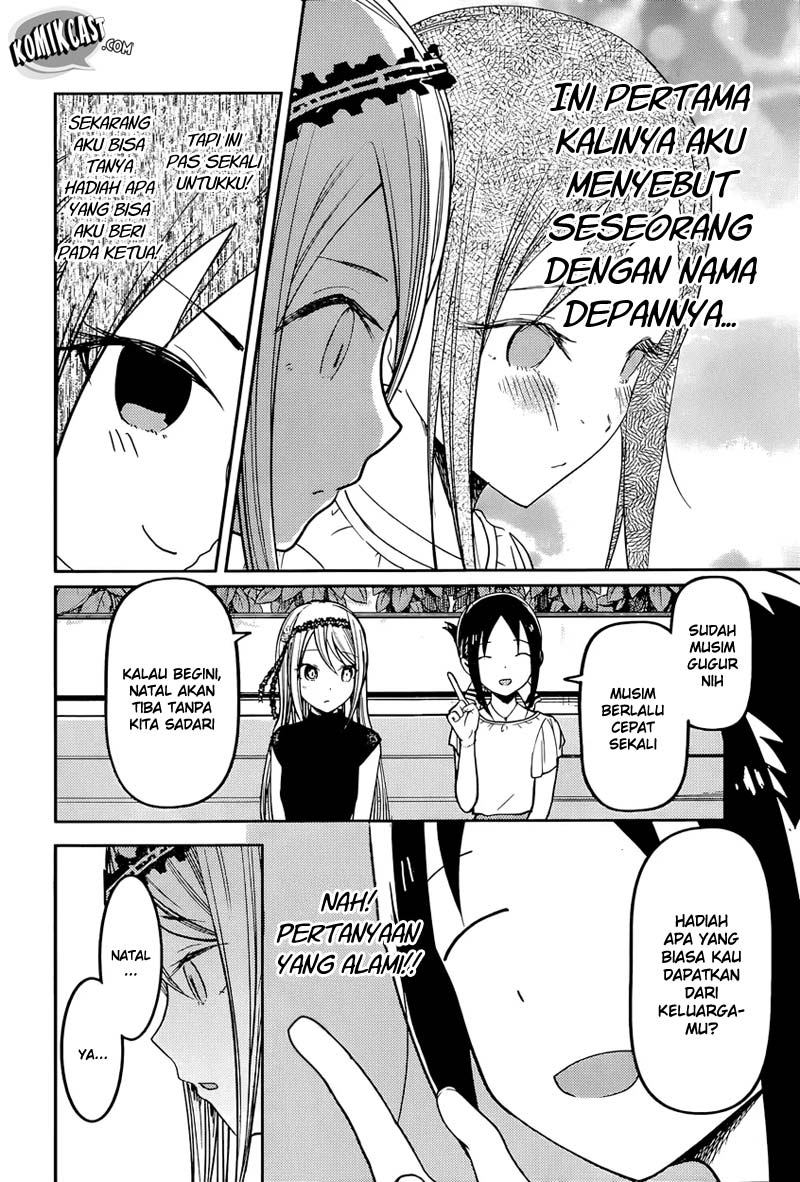 KOMIKCAST
.COM
INI PERTAMA
KALINYA AKU
MENYEBUT
SESEORANG
DENGAN NAMA
DEPANNYA...
TAPI INI
PAS SEKALI
UNTUKKU!
SEKARANG
AKU BISA
TANYA
HADIAH APA
YANG BISA
AKU BERI
PADA KETUA!
SUDAH
MUSIM
GUGUR
NIH
MUSIM
BERLALU
CEPAT
SEKALI
KALAU BEGINI,
NATAL AKAN
TIBA TANPA
KITA SADARI
HADIAH
APA YANG
BIASA KAU
DAPATKAN
DARI
KELUARGA-
MU?
NAH!
PERTANYAAN
YANG ALAMI!!
NATAL
...
YA...